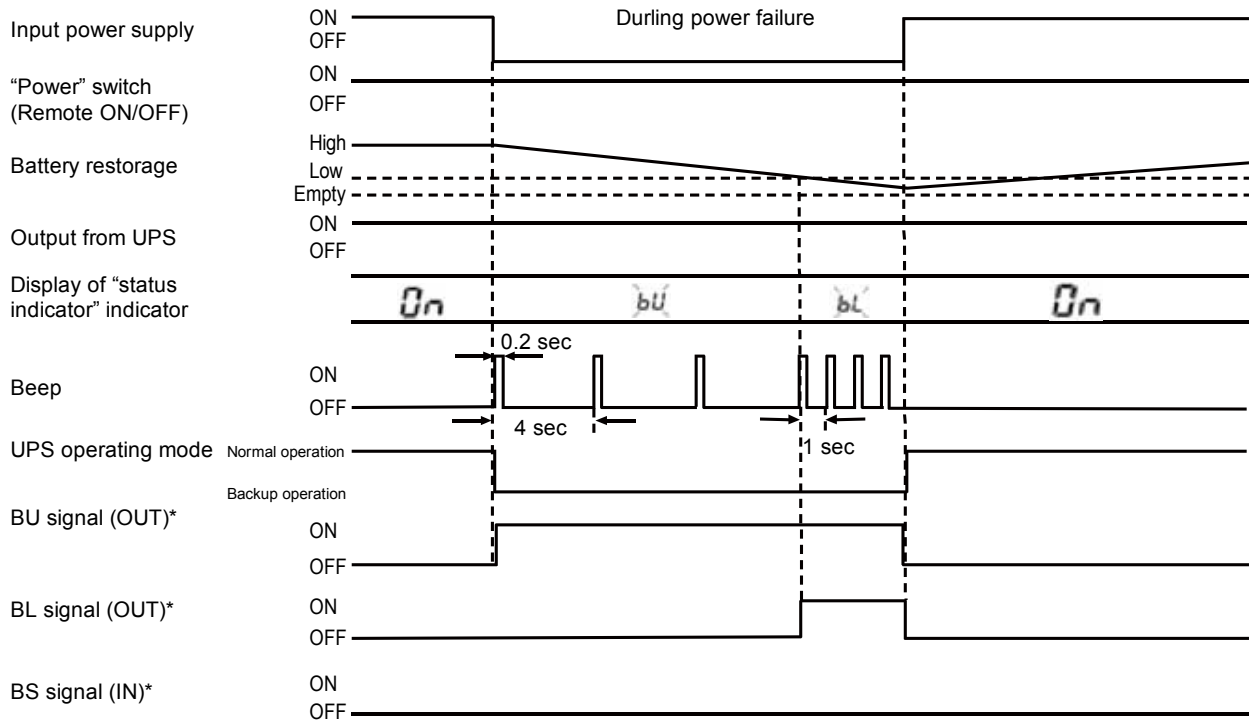 Input power supply ON Durling power failure
OFF
“Power” switch ON
(Remote ON/OFF) OFF
Battery restorage High
Low
Empty
Output from UPS ON
OFF
Display of “status
indicator” indicator On bU bL On
0.2 sec
Beep ON
OFF
4 sec 1 sec
UPS operating mode Normal operation
Backup operation
BU signal (OUT)* ON
OFF
BL signal (OUT)* ON
OFF
BS signal (IN)* ON
OFF